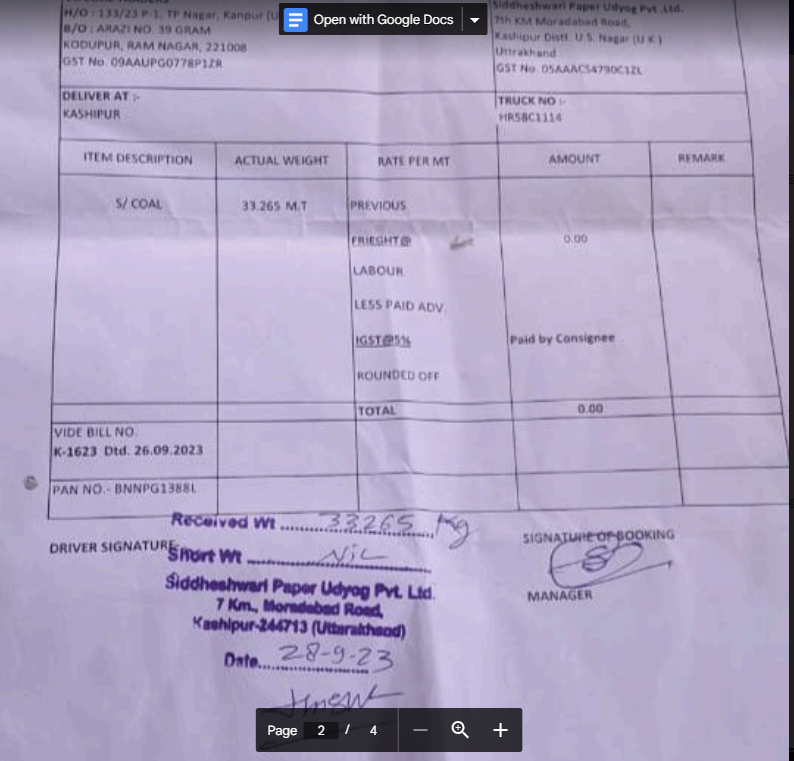 Open with Google Docs
H/O : 133/23 P-1, TP Nagar, Kanpur (U
B/O : ARAZI NO. 39 GRAM
KODUPUR, RAM NAGAR, 221008
GST No. 09AAUPG0778P1ZR
Siddheshwari Paper Udyog Pvt .Ltd.
7th KM Moradabad Road,
Kashipur Distt. U.S. Nagar (U K)
Uttrakhand
GST No. 05AAACS4790C1ZL
DELIVER AT :-
KASHIPUR
TRUCK NO :-
HR58C1114
ITEM DESCRIPTION ACTUAL WEIGHT RATE PER MT AMOUNT REMARK
S/ COAL 33.265 M.T PREVIOUS
FRIEGHT@ 0.00
LABOUR
LESS PAID ADV.
IGST@5% Paid by Consignee
ROUNDED OFF
TOTAL 0.00
VIDE BILL NO.
K-1623 Dtd. 26.09.2023
PAN NO.- BNNPG1388L
Received Wt 33265 Kg
DRIVER SIGNATURE
Short Wt Nil
SIGNATURE OF BOOKING
MANAGER
Siddheshwari Paper Udyog Pvt. Ltd.
7 Km., Moradabad Road,
Kashipur-244713 (Uttarakhand)
Date 28-9-23
Page 2 / 4